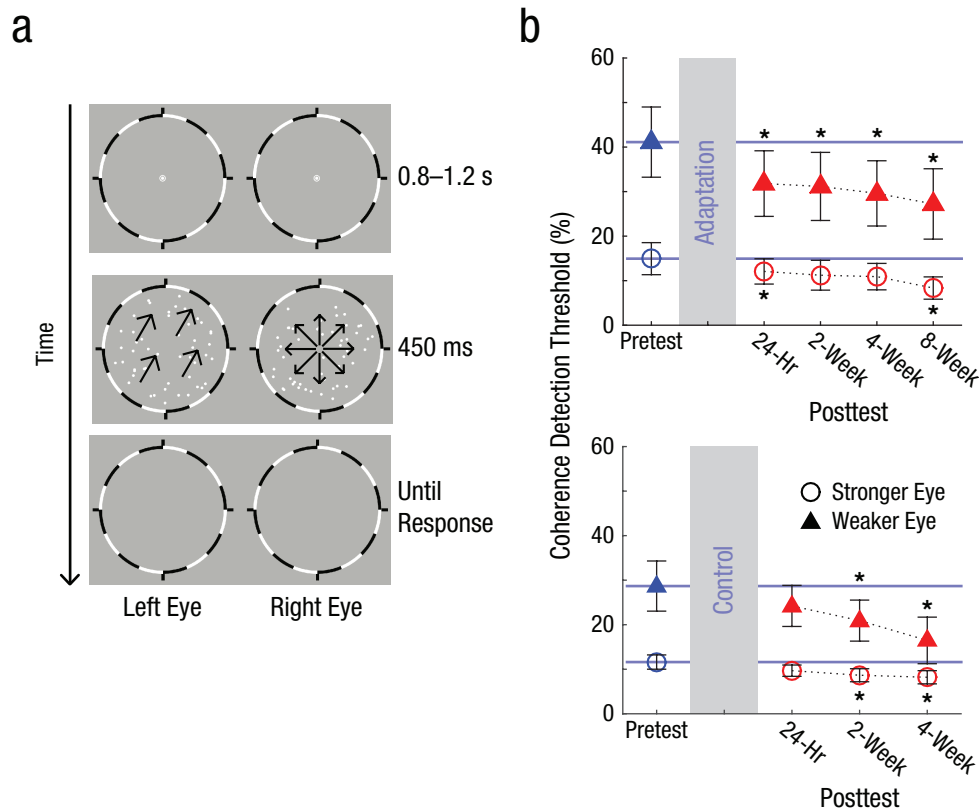 a
Time
0.8–1.2 s
450 ms
Until
Response
Left Eye
Right Eye
b
Coherence Detection Threshold (%)
60
40
20
0
Adaptation
*
*
*
*
*
*
Pretest
24-Hr
2-Week
4-Week
8-Week
Posttest
60
40
20
0
Control
Stronger Eye
Weaker Eye
*
*
*
*
Pretest
24-Hr
2-Week
4-Week
Posttest